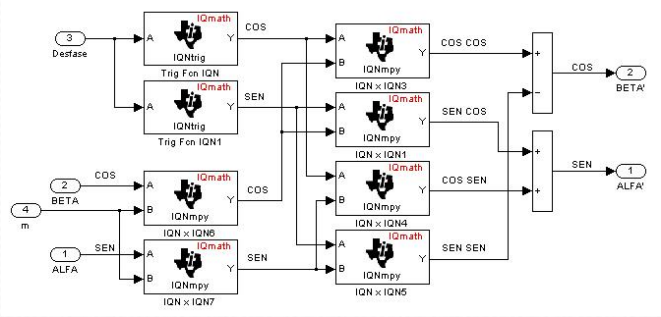 3
Desfase
A
IQmath
Y
IQNtrig
Trig Fcn IQN
COS
A
IQmath
Y
IQNtrig
Trig Fcn IQN1
SEN
2
BETA
COS
4
m
1
ALFA
SEN
A
B
IQmath
Y
IQNmpy
IQN x IQN6
COS
A
B
IQmath
Y
IQNmpy
IQN x IQN7
SEN
A
B
IQmath
Y
IQNmpy
IQN x IQN3
COS COS
A
B
IQmath
Y
IQNmpy
IQN x IQN1
SEN COS
A
B
IQmath
Y
IQNmpy
IQN x IQN4
COS SEN
A
B
IQmath
Y
IQNmpy
IQN x IQN5
SEN SEN
+
−
COS
2
BETA'
+
+
SEN
1
ALFA'